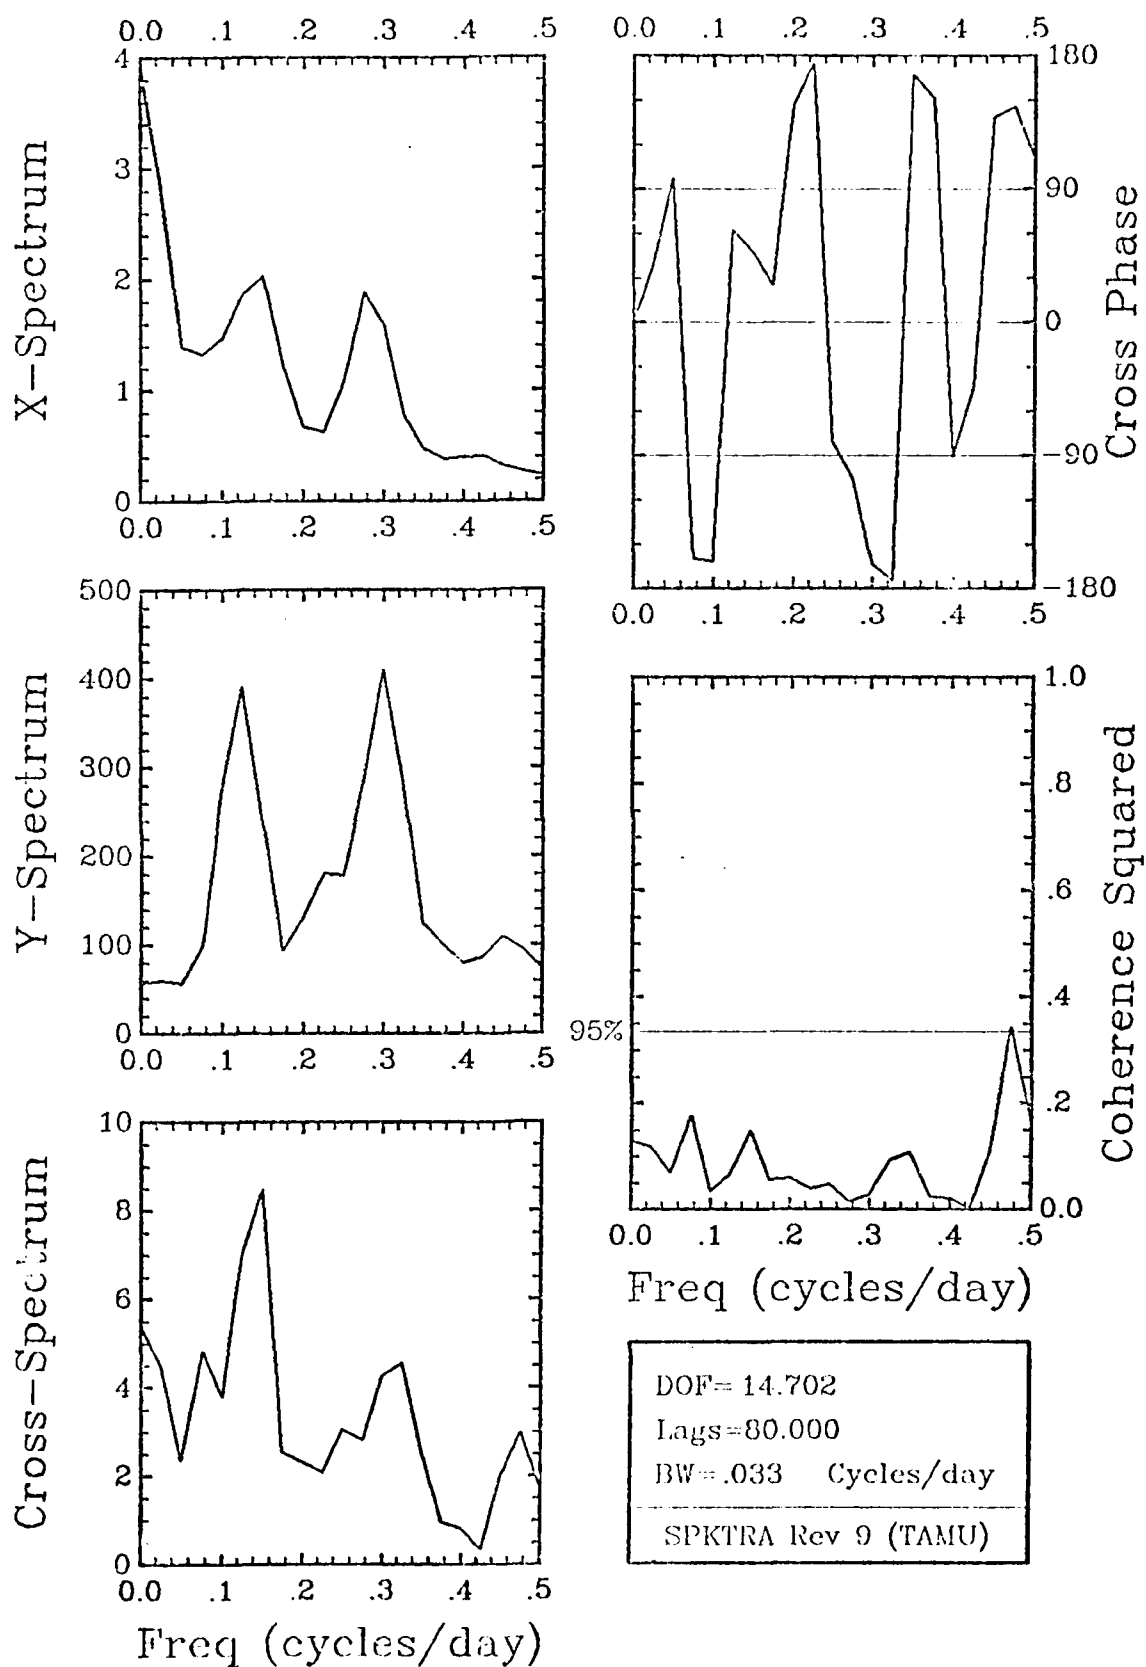 0.0 .1 .2 .3 .4 .5
4
3
2
1
0
X-Spectrum
0.0 .1 .2 .3 .4 .5
500
400
300
200
100
0
Y-Spectrum
0.0 .1 .2 .3 .4 .5
10
8
6
4
2
0
Cross-Spectrum
0.0 .1 .2 .3 .4 .5
Freq (cycles/day)
0.0 .1 .2 .3 .4 .5
180
90
0
-90
-180
Cross Phase
0.0 .1 .2 .3 .4 .5
1.0
.8
.6
.4
.2
0.0
95%
Coherence Squared
0.0 .1 .2 .3 .4 .5
Freq (cycles/day)
DOF= 14.702
Lags=80.000
BW=.033 Cycles/day
SPKTRA Rev 9 (TAMU)